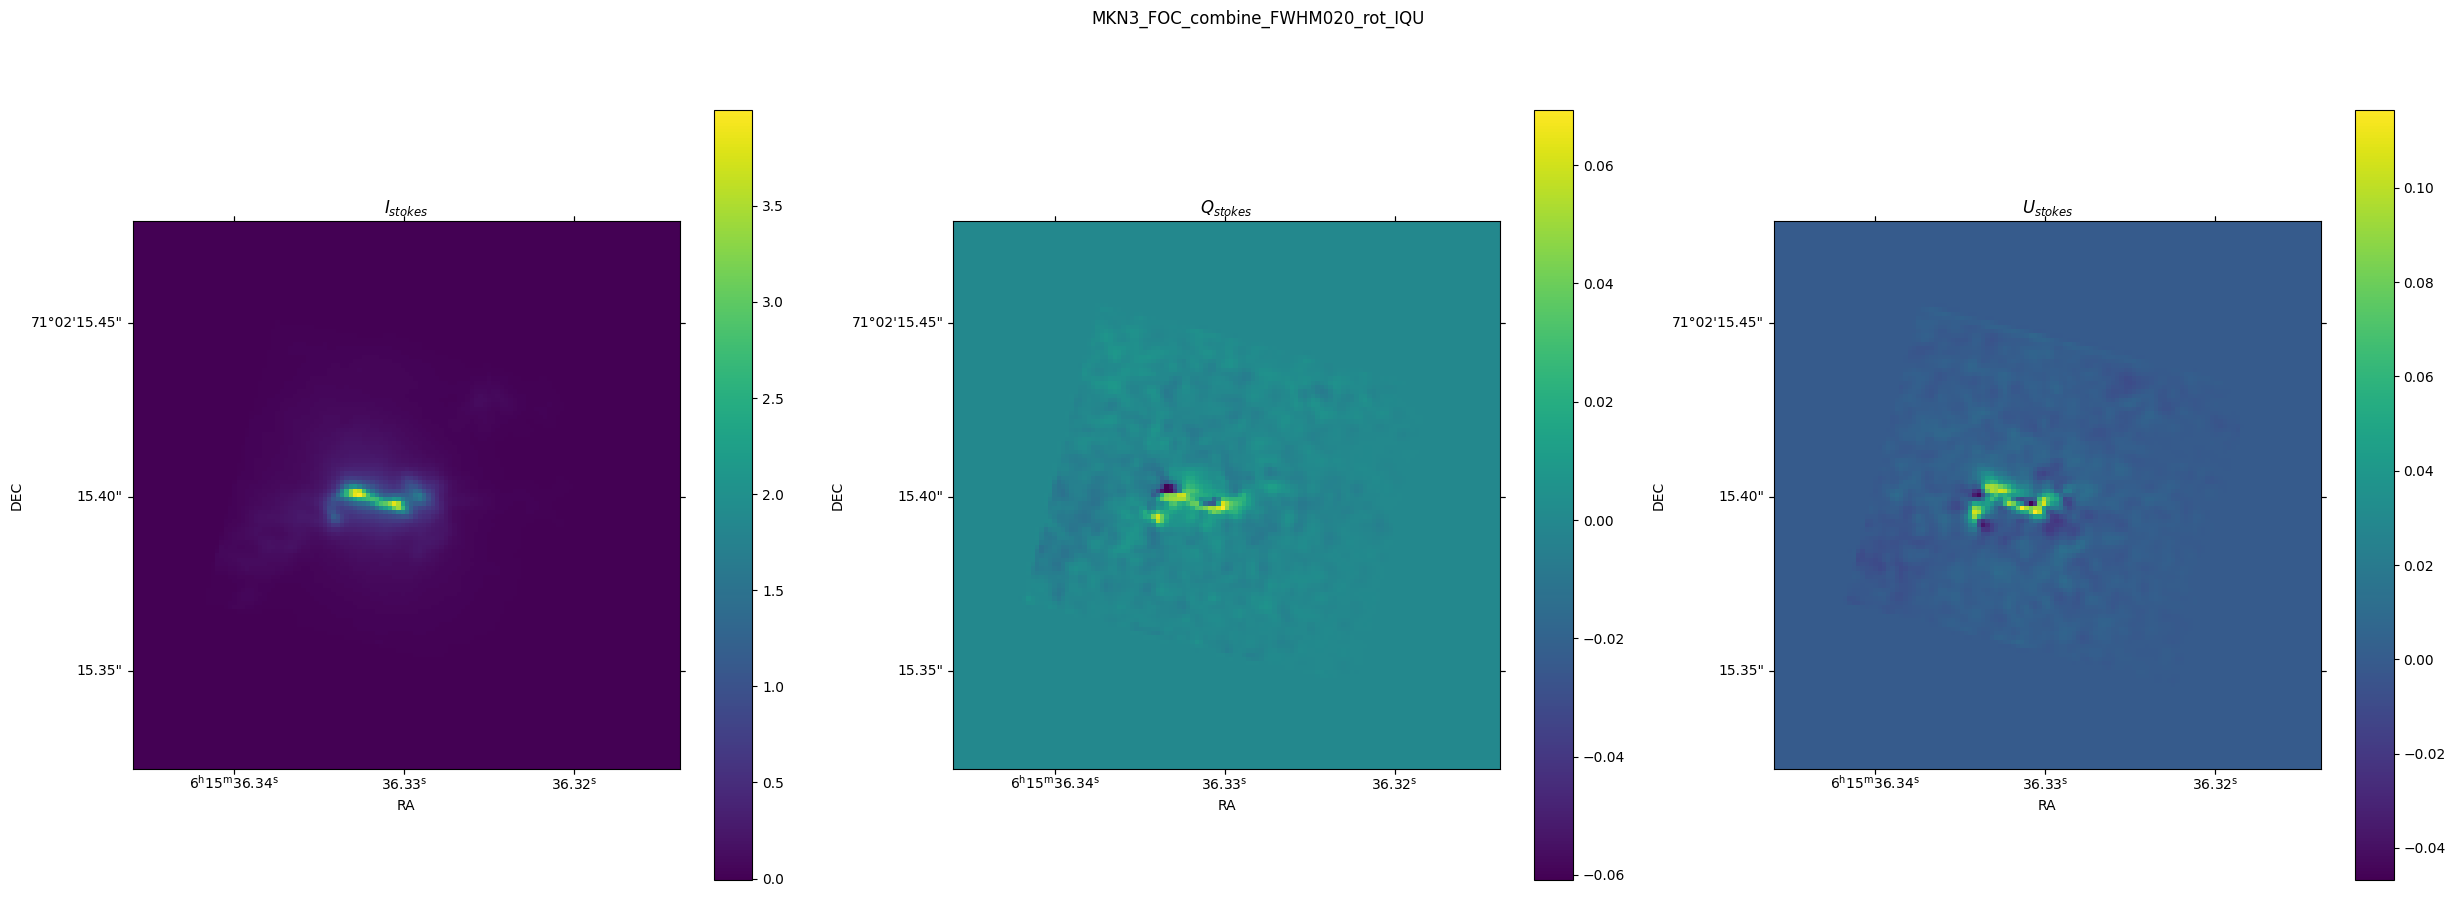 MKN3_FOC_combine_FWHM020_rot_IQU
I_stokes
71°02'15.45"
15.40"
15.35"
DEC
6ʰ15ᵐ36.34ˢ
36.33ˢ
36.32ˢ
RA
3.5
3.0
2.5
2.0
1.5
1.0
0.5
0.0
Q_stokes
71°02'15.45"
15.40"
15.35"
DEC
6ʰ15ᵐ36.34ˢ
36.33ˢ
36.32ˢ
RA
0.06
0.04
0.02
0.00
−0.02
−0.04
−0.06
U_stokes
71°02'15.45"
15.40"
15.35"
DEC
6ʰ15ᵐ36.34ˢ
36.33ˢ
36.32ˢ
RA
0.10
0.08
0.06
0.04
0.02
0.00
−0.02
−0.04